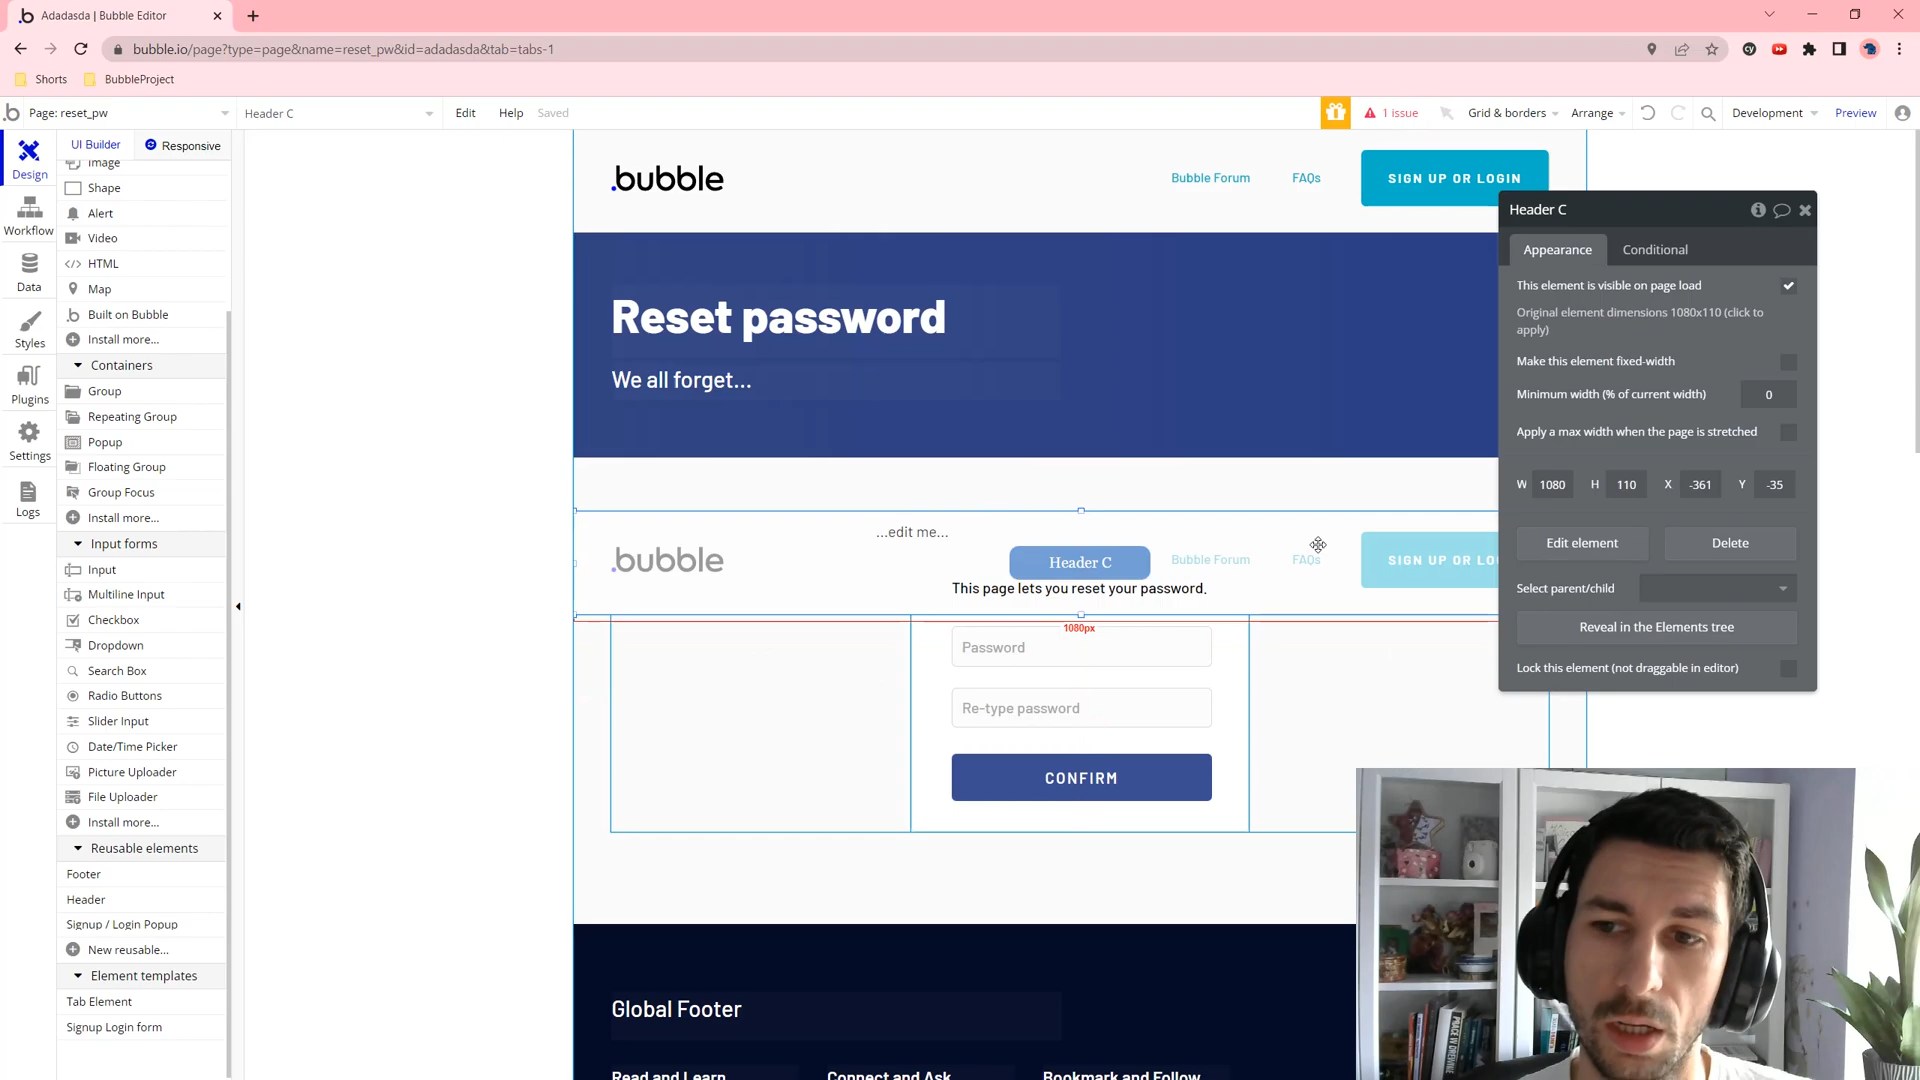 Adadasda | Bubble Editor
bubble.io/page?type=page&name=reset_pw&id=adadasda&tab=tabs-1
Shorts
BubbleProject
Page: reset_pw
Header C
Edit
Help
Saved
1 issue
Grid & borders
Arrange
Development
Preview
Design
Workflow
Data
Styles
Plugins
Settings
Logs
UI Builder
Responsive
Image
Shape
Alert
Video
</> HTML
Map
Built on Bubble
Install more...
Containers
Group
Repeating Group
Popup
Floating Group
Group Focus
Install more...
Input forms
Input
Multiline Input
Checkbox
Dropdown
Search Box
Radio Buttons
Slider Input
Date/Time Picker
Picture Uploader
File Uploader
Install more...
Reusable elements
Footer
Header
Signup / Login Popup
New reusable...
Element templates
Tab Element
Signup Login form
.bubble
Bubble Forum
FAQs
SIGN UP OR LOGIN
Reset password
We all forget...
...edit me...
.bubble
Header C
Bubble Forum
FAQs
SIGN UP OR LO
This page lets you reset your password.
1080px
Password
Re-type password
CONFIRM
Global Footer
Read and Learn
Connect and Ask
Bookmark and Follow
Header C
Appearance
Conditional
This element is visible on page load
Original element dimensions 1080x110 (click to
apply)
Make this element fixed-width
Minimum width (% of current width)
0
Apply a max width when the page is stretched
W 1080 H 110 X -361 Y -35
Edit element
Delete
Select parent/child
Reveal in the Elements tree
Lock this element (not draggable in editor)